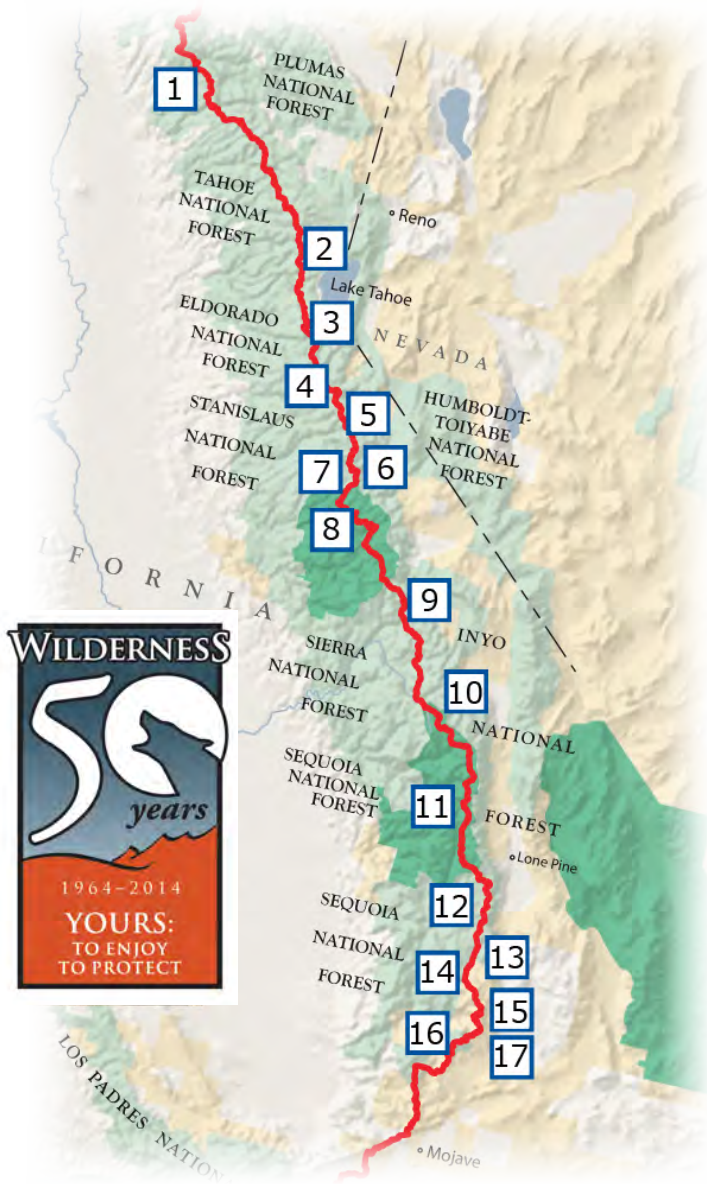 PLUMAS
NATIONAL
FOREST
1
TAHOE
NATIONAL
FOREST
Reno
2
Lake Tahoe
ELDORADO
NATIONAL
FOREST
3
NEVADA
4
STANISLAUS
NATIONAL
FOREST
5
HUMBOLDT-
TOIYABE
NATIONAL
FOREST
7
6
8
IFORNIA
9
INYO
NATIONAL
FOREST
SIERRA
NATIONAL
FOREST
10
SEQUOIA
NATIONAL
FOREST
11
Lone Pine
WILDERNESS
50
years
1964–2014
YOURS:
TO ENJOY
TO PROTECT
SEQUOIA
NATIONAL
FOREST
12
13
14
15
16
17
LOS PADRES NATION
Mojave